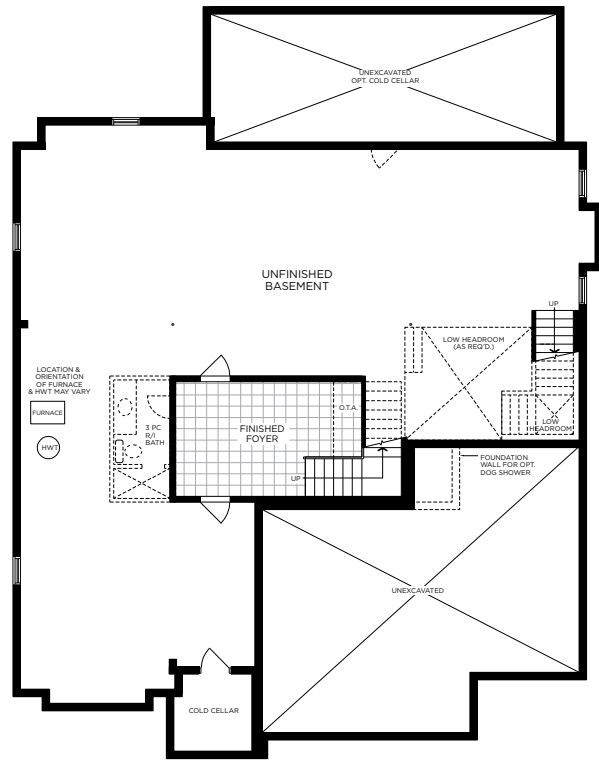 UNEXCAVATED
OPT. COLD CELLAR
UNFINISHED
BASEMENT
UP
LOW HEADROOM
(AS REQ'D.)
LOCATION &
ORIENTATION
OF FURNACE
& HWT MAY VARY
FURNACE
HWT
3 PC
R/I
BATH
FINISHED
FOYER
O.T.A.
LOW
HEADROOM
UP
FOUNDATION
WALL FOR OPT.
DOG SHOWER
UNEXCAVATED
COLD CELLAR